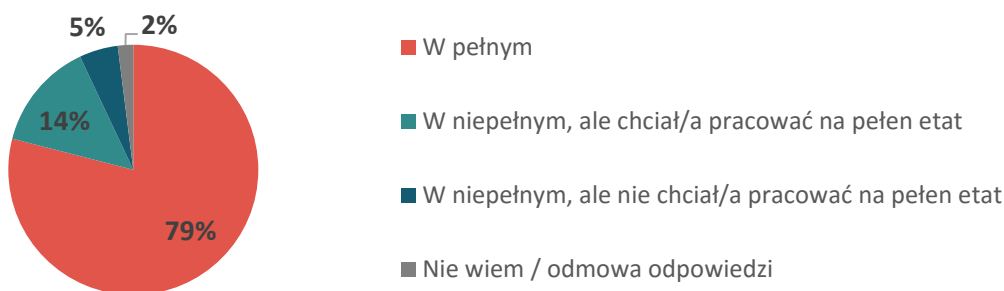 5%
2%
14%
79%
W pełnym
W niepełnym, ale chciał/a pracować na pełen etat
W niepełnym, ale nie chciał/a pracować na pełen etat
Nie wiem / odmowa odpowiedzi